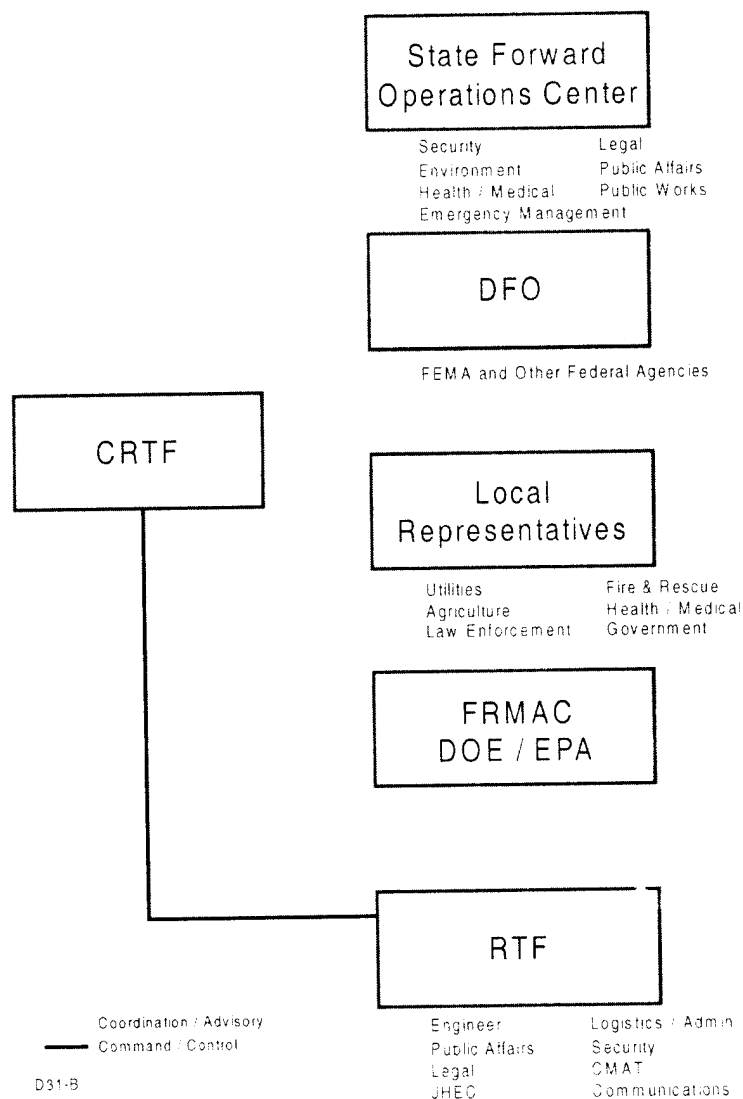 State Forward
Operations Center
Security Legal
Environment Public Affairs
Health / Medical Public Works
Emergency Management
DFO
FEMA and Other Federal Agencies
CRTF
Local
Representatives
Utilities Fire & Rescue
Agriculture Health / Medical
Law Enforcement Government
FRMAC
DOE / EPA
RTF
Coordination / Advisory
Command / Control
Engineer Logistics / Admin
Public Affairs Security
Legal CMAT
JHEC Communications
D31-B